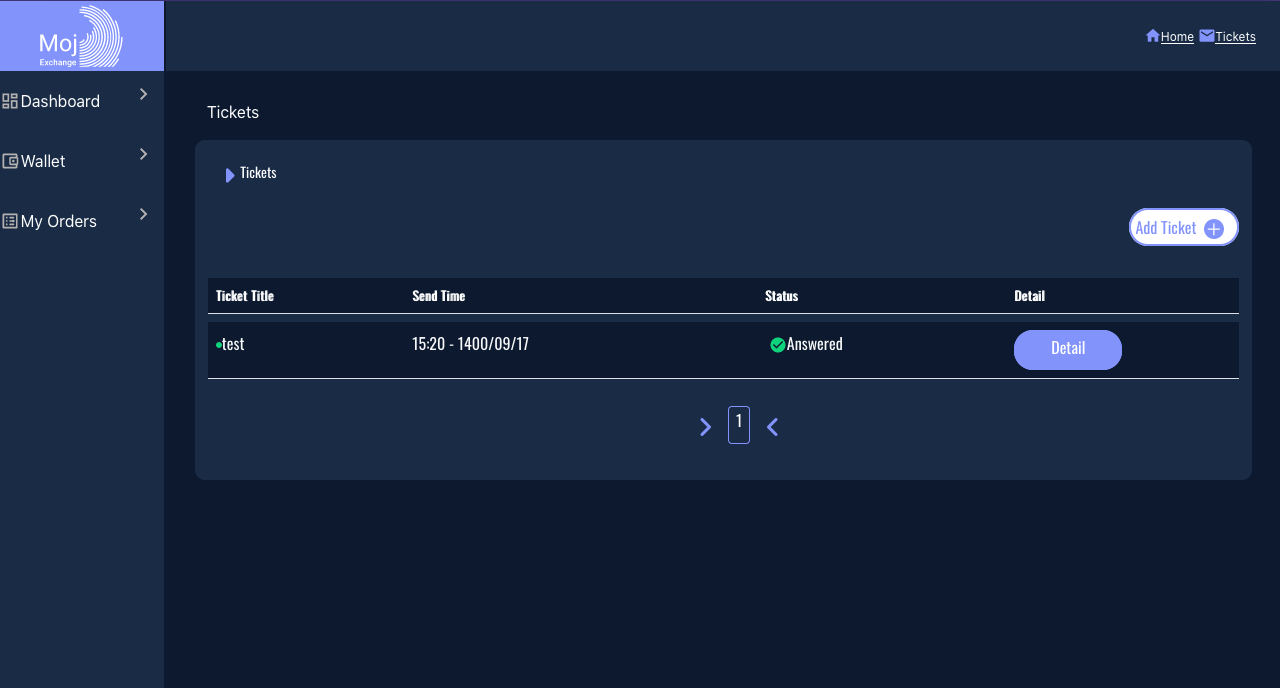 Moj
Exchange
Home Tickets
Dashboard
Wallet
My Orders
Tickets
Tickets
Add Ticket
Ticket Title Send Time Status Detail
test 15:20 - 1400/09/17 Answered Detail
1